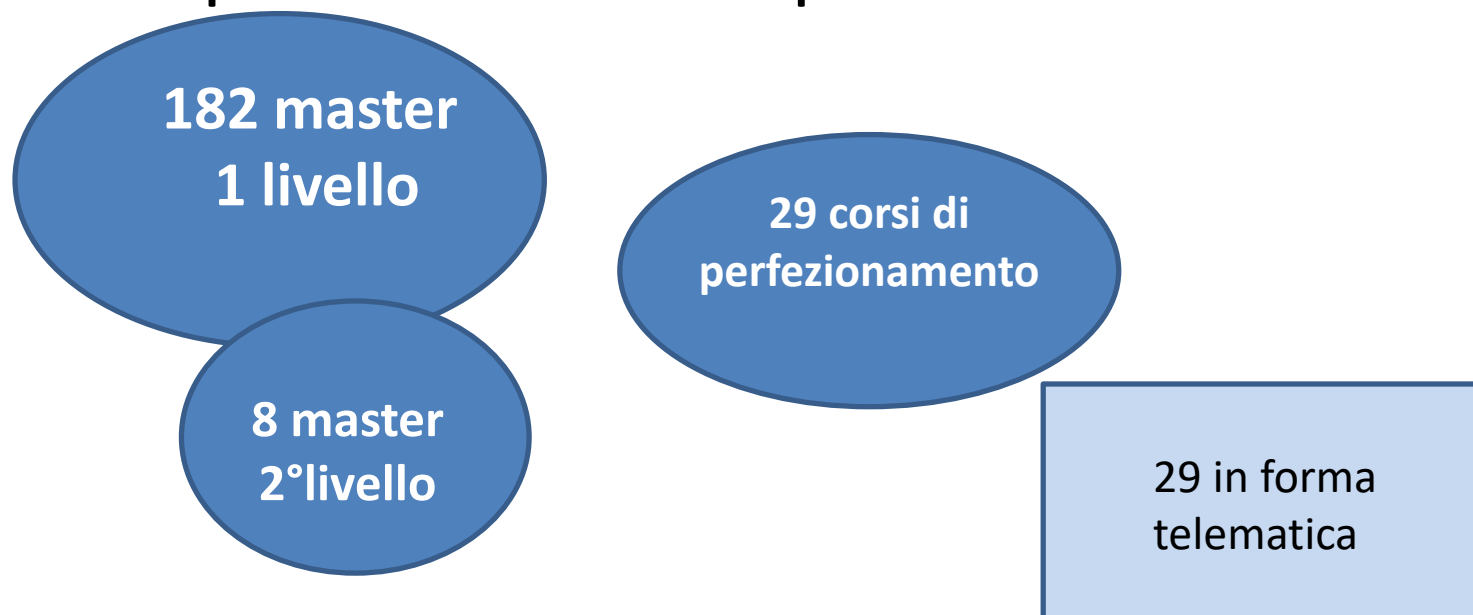 182 master
1 livello
29 corsi di
perfezionamento
8 master
2°livello
29 in forma
telematica